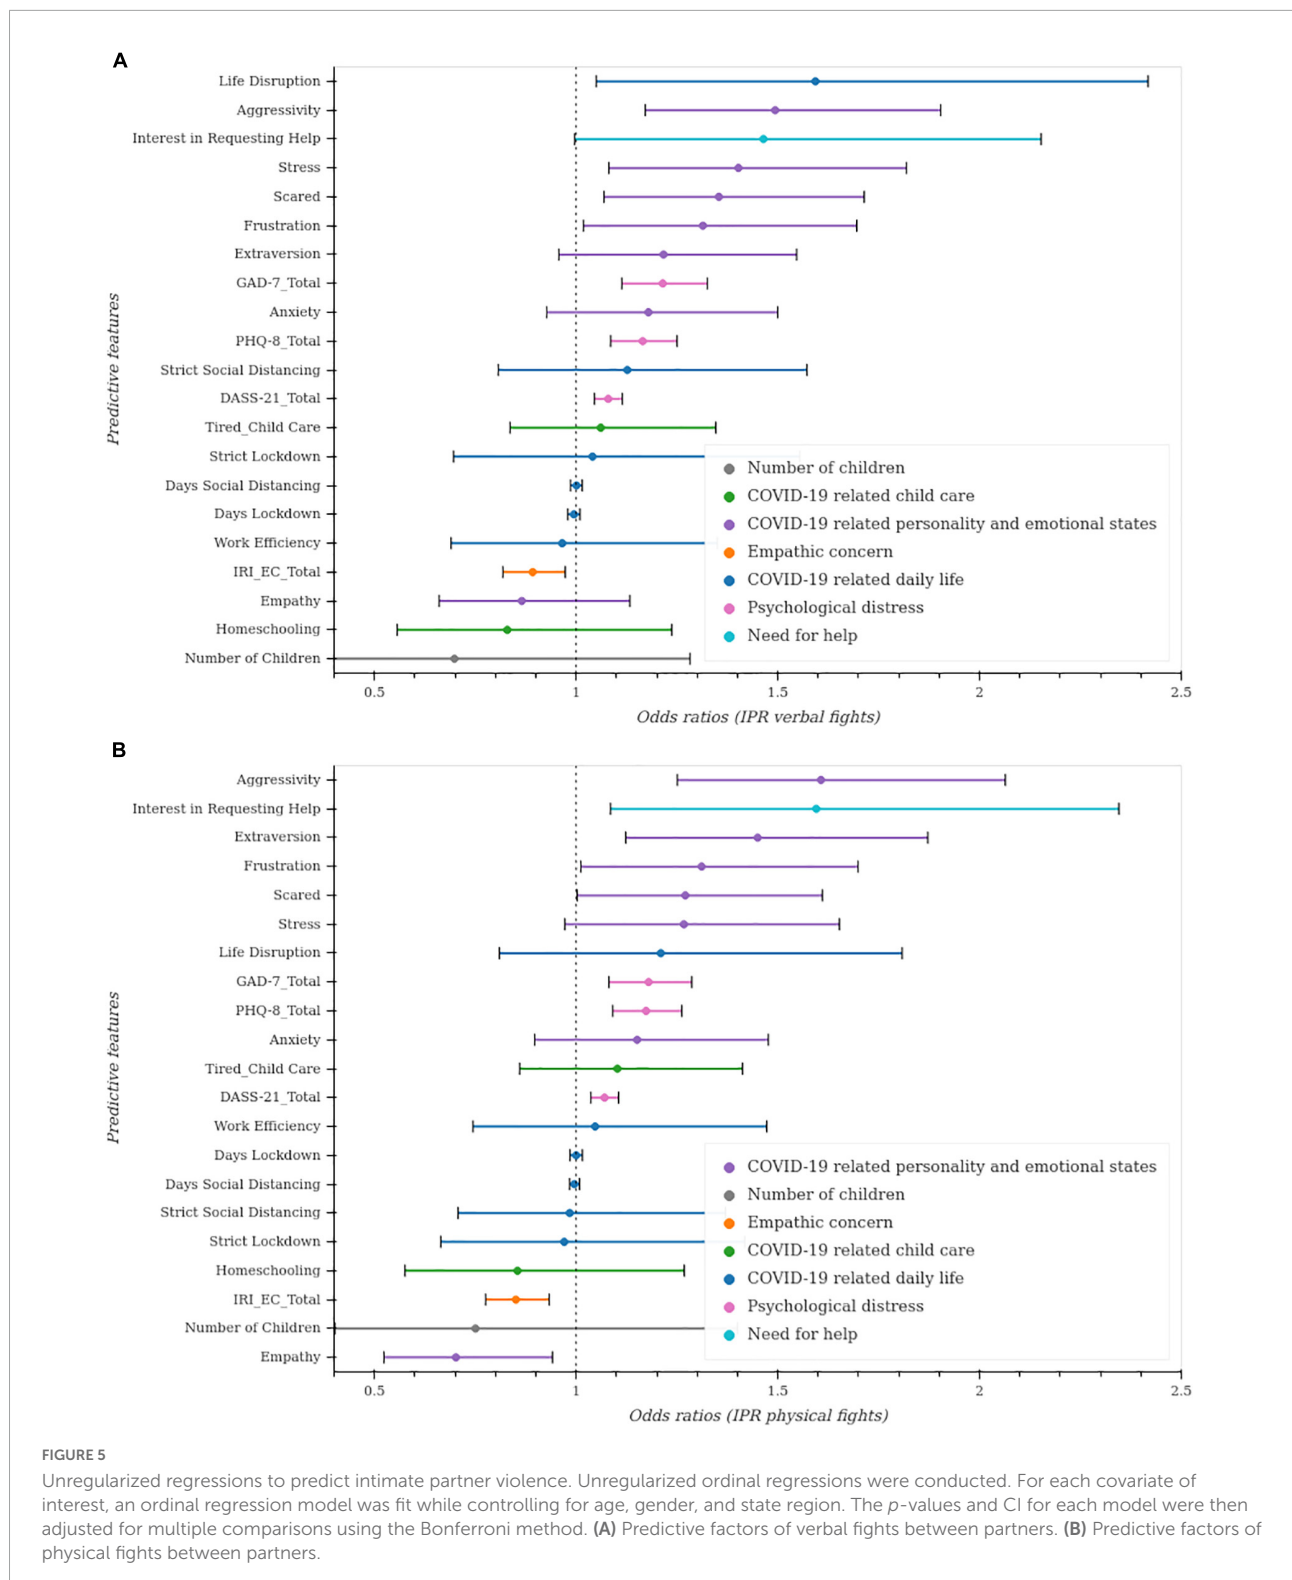 A
Life Disruption
Aggressivity
Interest in Requesting Help
Stress
Scared
Frustration
Extraversion
GAD-7_Total
Anxiety
PHQ-8_Total
Strict Social Distancing
DASS-21_Total
Tired_Child Care
Strict Lockdown
Days Social Distancing
Days Lockdown
Work Efficiency
IRI_EC_Total
Empathy
Homeschooling
Number of Children
Predictive features
Number of children
COVID-19 related child care
COVID-19 related personality and emotional states
Empathic concern
COVID-19 related daily life
Psychological distress
Need for help
0.5 1 1.5 2 2.5
Odds ratios (IPR verbal fights)
B
Aggressivity
Interest in Requesting Help
Extraversion
Frustration
Scared
Stress
Life Disruption
GAD-7_Total
PHQ-8_Total
Anxiety
Tired_Child Care
DASS-21_Total
Work Efficiency
Days Lockdown
Days Social Distancing
Strict Social Distancing
Strict Lockdown
Homeschooling
IRI_EC_Total
Number of Children
Empathy
Predictive features
COVID-19 related personality and emotional states
Number of children
Empathic concern
COVID-19 related child care
COVID-19 related daily life
Psychological distress
Need for help
0.5 1 1.5 2 2.5
Odds ratios (IPR physical fights)
FIGURE 5
Unregularized regressions to predict intimate partner violence. Unregularized ordinal regressions were conducted. For each covariate of
interest, an ordinal regression model was fit while controlling for age, gender, and state region. The p-values and CI for each model were then
adjusted for multiple comparisons using the Bonferroni method. (A) Predictive factors of verbal fights between partners. (B) Predictive factors of
physical fights between partners.